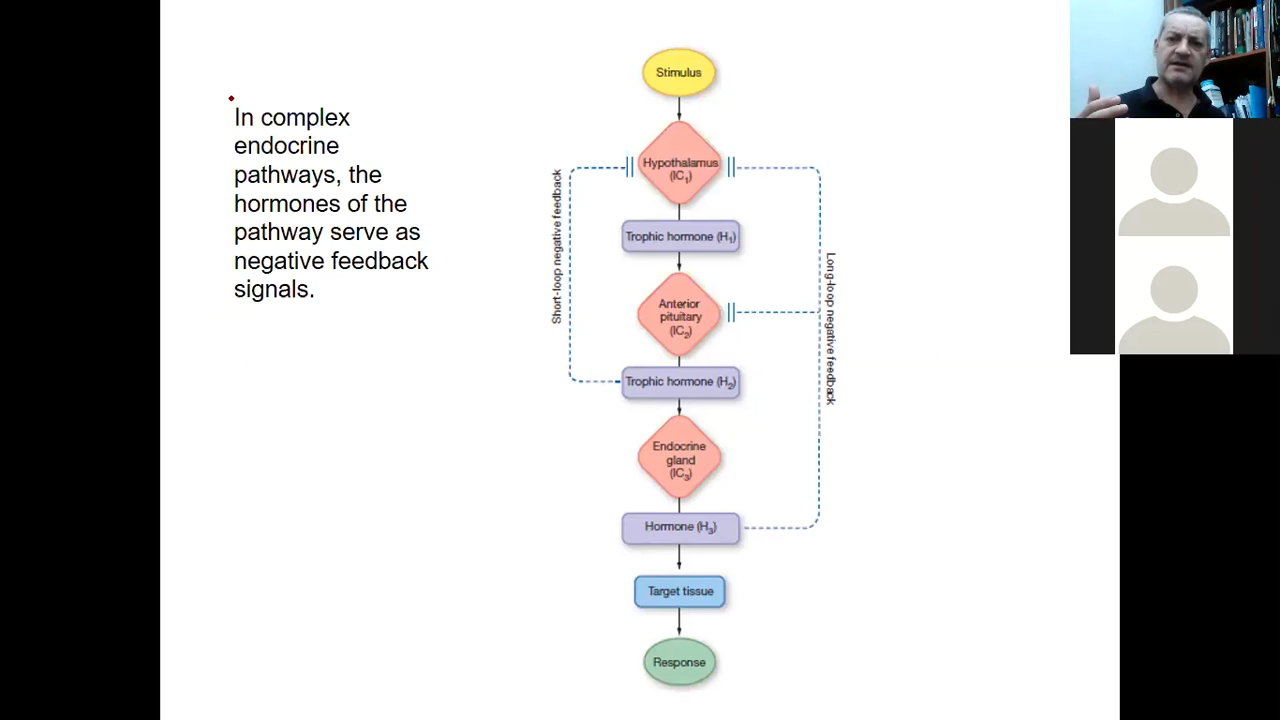 In complex
endocrine
pathways, the
hormones of the
pathway serve as
negative feedback
signals.
Stimulus
Hypothalamus
(IC₁)
Trophic hormone (H₁)
Anterior
pituitary
(IC₂)
Trophic hormone (H₂)
Endocrine
gland
(IC₃)
Hormone (H₃)
Target tissue
Response
Short-loop negative feedback
Long-loop negative feedback